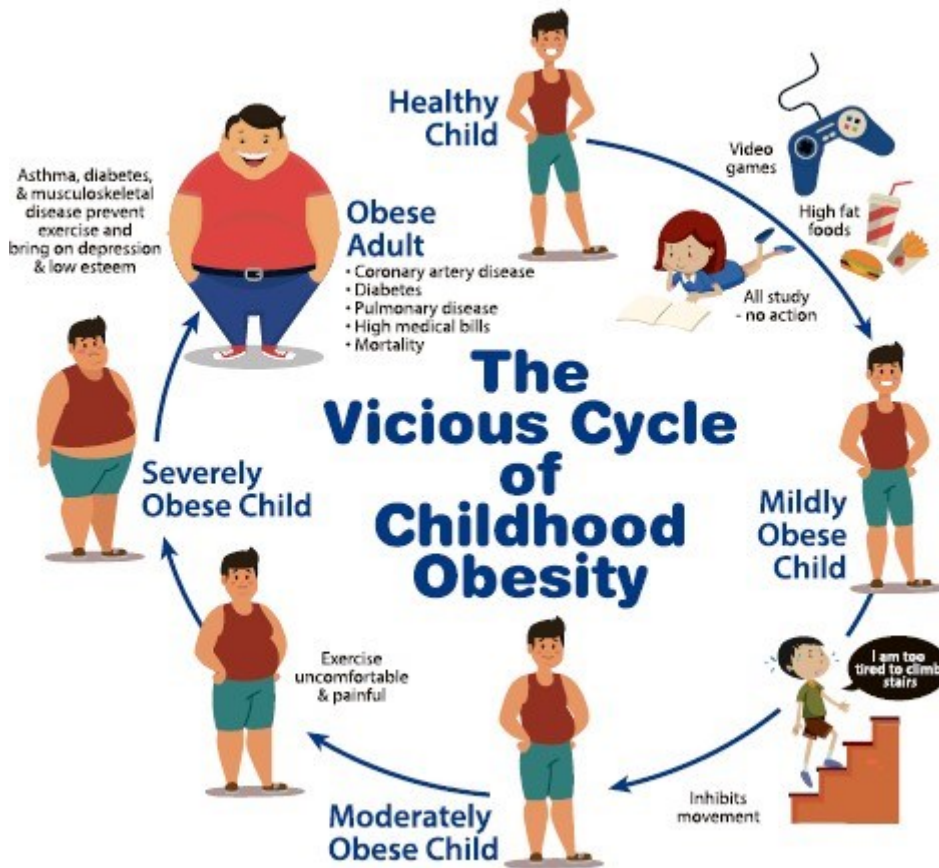 Healthy
Child
Video
games
High fat
foods
All study
- no action
Mildly
Obese
Child
I am too
tired to climb
stairs
Inhibits
movement
Moderately
Obese Child
Exercise
uncomfortable
& painful
Severely
Obese Child
Asthma, diabetes,
& musculoskeletal
disease prevent
exercise and
bring on depression
& low esteem
Obese
Adult
• Coronary artery disease
• Diabetes
• Pulmonary disease
• High medical bills
• Mortality
The
Vicious Cycle
of
Childhood
Obesity